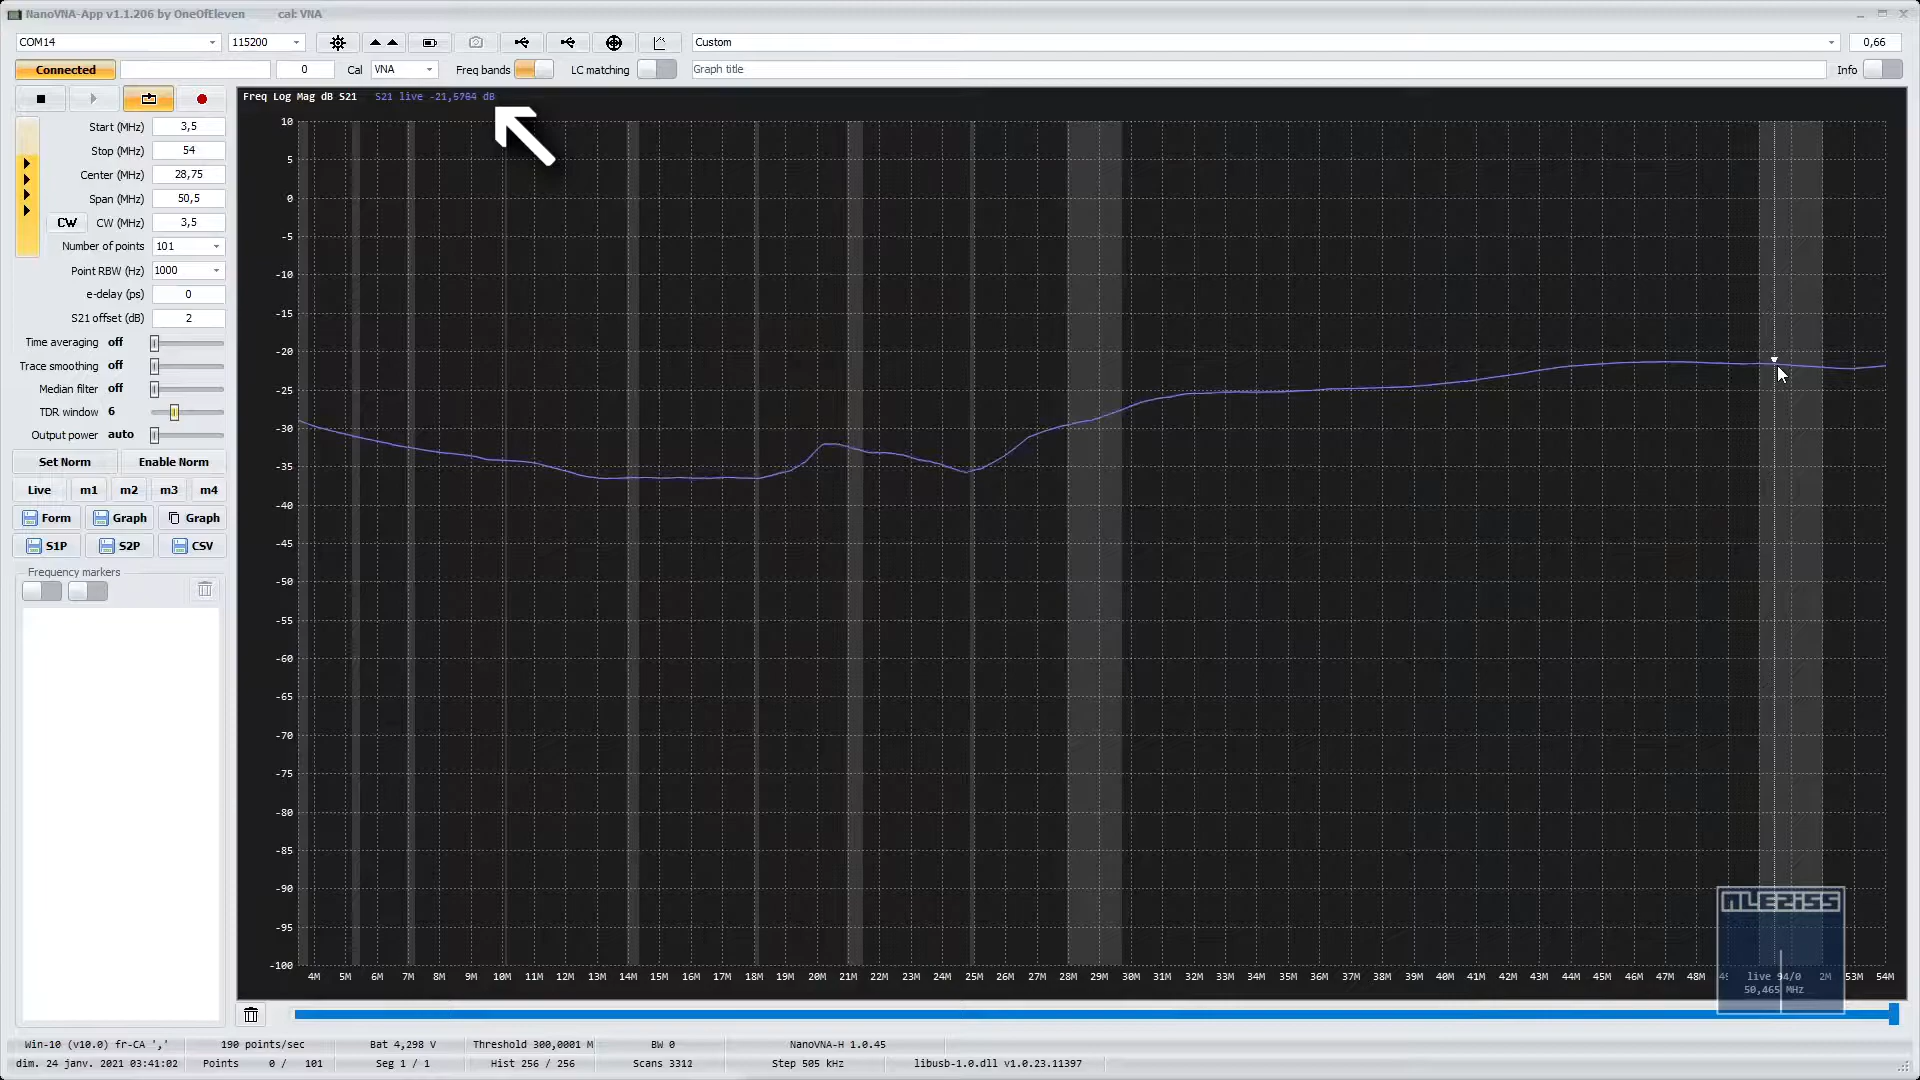 NanoVNA-App v1.1.206 by OneOfEleven cal: VNA
COM14 115200 Custom 0,66
Connected 0 Cal VNA Freq bands LC matching Graph title Info
Freq Log Mag dB S21 S21 live -21,5784 dB
Start (MHz) 3,5
Stop (MHz) 54
Center (MHz) 28,75
Span (MHz) 50,5
CW CW (MHz) 3,5
Number of points 101
Point RBW (Hz) 1000
e-delay (ps) 0
S21 offset (dB) 2
Time averaging off
Trace smoothing off
Median filter off
TDR window 6
Output power auto
Set Norm Enable Norm
Live m1 m2 m3 m4
Form Graph Graph
S1P S2P CSV
Frequency markers
10
5
0
-5
-10
-15
-20
-25
-30
-35
-40
-45
-50
-55
-60
-65
-70
-75
-80
-85
-90
-95
-100
4M 5M 6M 7M 8M 9M 10M 11M 12M 13M 14M 15M 16M 17M 18M 19M 20M 21M 22M 23M 24M 25M 26M 27M 28M 29M 30M 31M 32M 33M 34M 35M 36M 37M 38M 39M 40M 41M 42M 43M 44M 45M 46M 47M 48M live 94/0 2M 53M 54M
50,465 MHz
Win-10 (v10.0) fr-CA ',' 190 points/sec Bat 4,298 V Threshold 300,0001 M BW 0 NanoVNA-H 1.0.45
dim. 24 janv. 2021 03:41:02 Points 0 / 101 Seg 1 / 1 Hist 256 / 256 Scans 3312 Step 505 kHz libusb-1.0.dll v1.0.23.11397